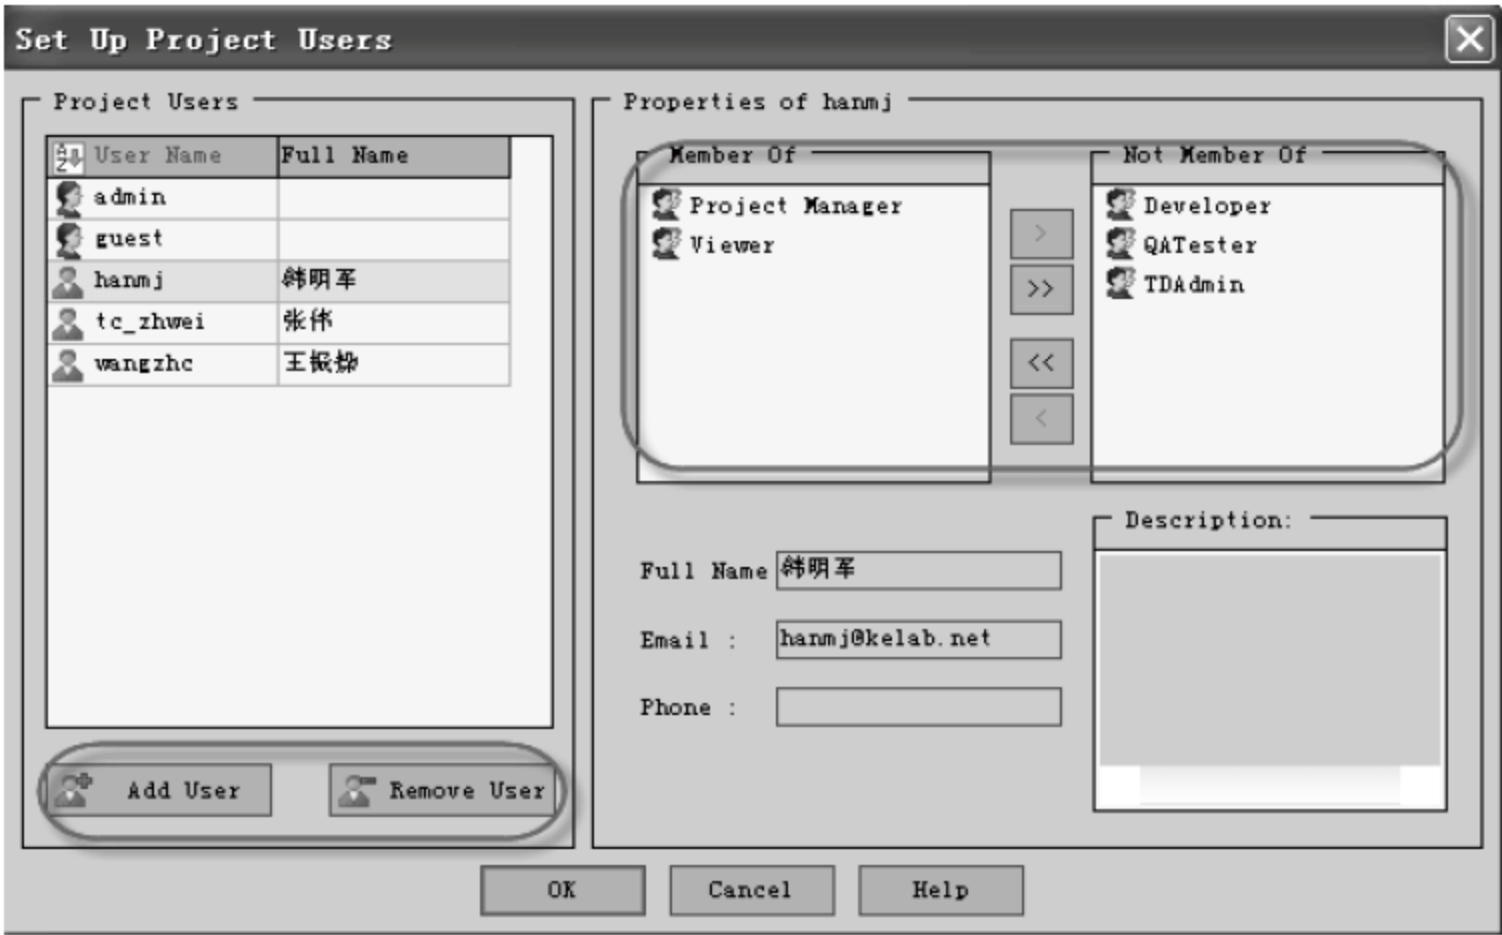 Set Up Project Users
Project Users
User Name Full Name
admin
guest
hanmj 韩明军
tc_zhwei 张伟
wangzhc 王振
Add User Remove User
Properties of hanmj
Member Of
Project Manager
Viewer
>
>>
<<
<
Not Member Of
Developer
QATester
TDAdmin
Full Name 韩明军
Email : hanmj@kelab.net
Phone :
Description:
OK Cancel Help